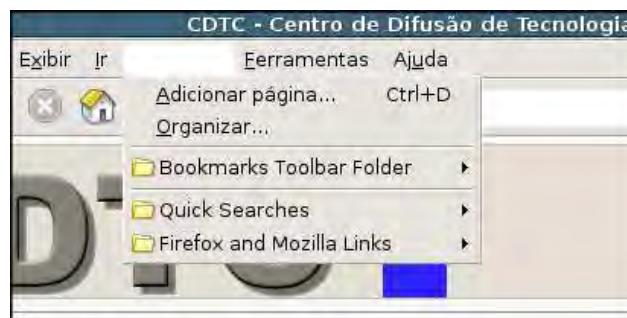 CDTC - Centro de Difusão de Tecnologia
Exibir Ir Ferramentas Ajuda
Adicionar página... Ctrl+D
Organizar...
Bookmarks Toolbar Folder
Quick Searches
Firefox and Mozilla Links